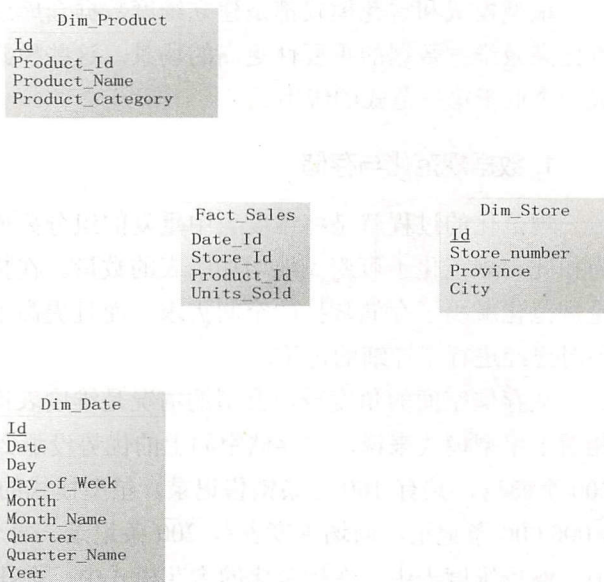 Dim_Product
Id
Product_Id
Product_Name
Product_Category
Fact_Sales
Date_Id
Store_Id
Product_Id
Units_Sold
Dim_Store
Id
Store_number
Province
City
Dim_Date
Id
Date
Day
Day_of_Week
Month
Month_Name
Quarter
Quarter_Name
Year